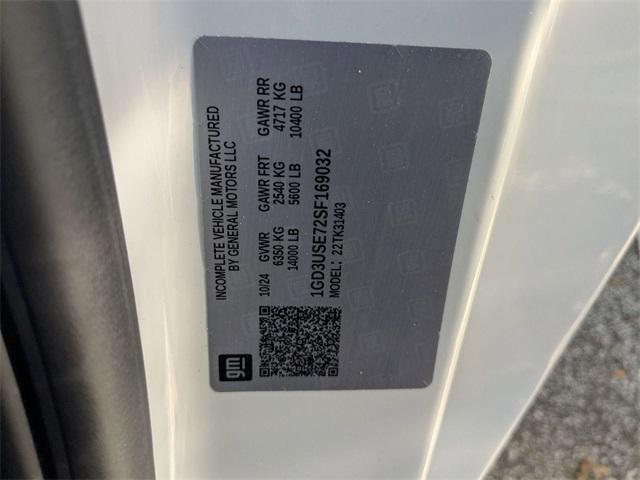 gm
INCOMPLETE VEHICLE MANUFACTURED
BY GENERAL MOTORS LLC
10/24 GVWR GAWR FRT GAWR RR
6350 KG 2540 KG 4717 KG
14000 LB 5600 LB 10400 LB
1GD3USE72SF169032
MODEL: 22TK31403